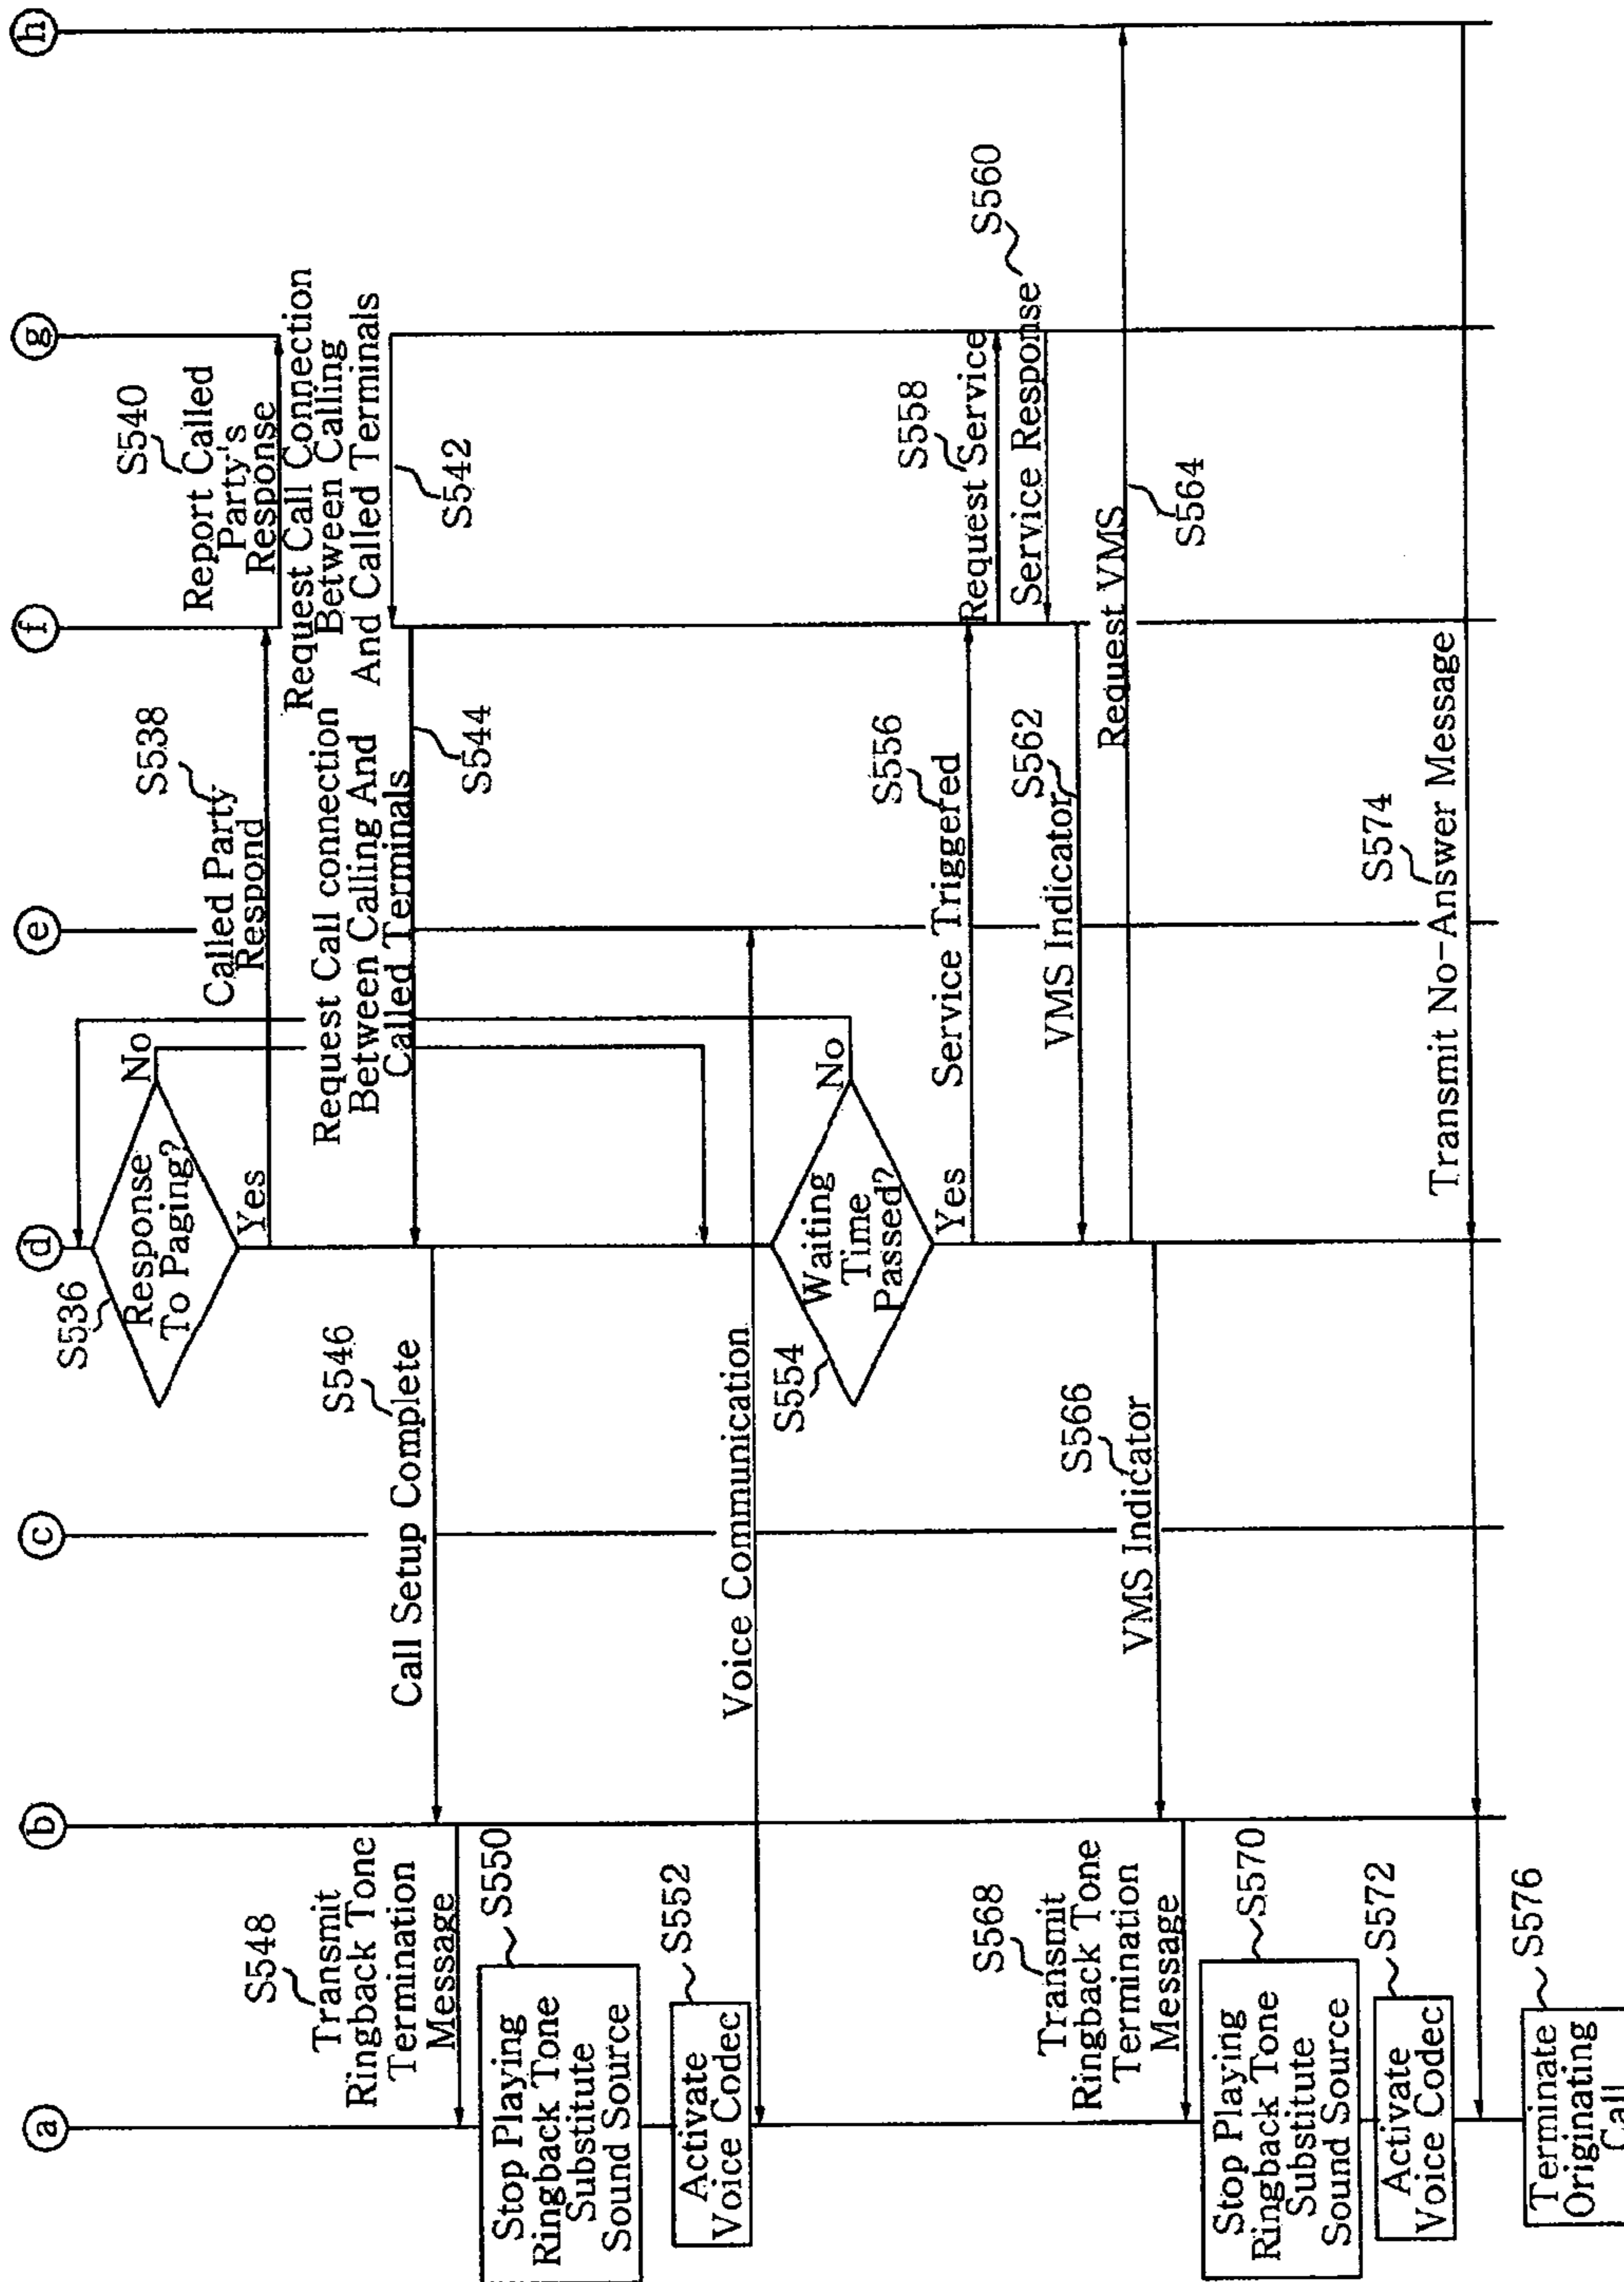 a
b
c
d
e
f
g
h
S536
Response
To Paging?
No
Yes
S538
Called Party
Respond
S540
Report Called
Party's
Response
Request Call Connection
Between Calling
And Called Terminals
S542
Request Call connection
Between Calling And
Called Terminals
S544
S546
Call Setup Complete
S548
Transmit
Ringback Tone
Termination
Message
S550
Stop Playing
Ringback Tone
Substitute
Sound Source
S552
Activate
Voice Codec
Voice Communication
S554
Waiting
Time
Passed?
No
Yes
S556
Service Triggered
S558
Request Service
S560
Service Response
S562
VMS Indicator
Request VMS
S564
S566
VMS Indicator
S568
Transmit
Ringback Tone
Termination
Message
S570
Stop Playing
Ringback Tone
Substitute
Sound Source
S572
Activate
Voice Codec
S574
Transmit No-Answer Message
S576
Terminate
Originating
Call